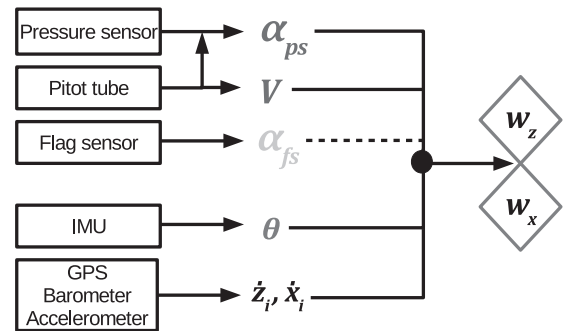 Pressure sensor α_ps
Pitot tube V
Flag sensor α_fs
w_z
w_x
IMU θ
GPS
Barometer
Accelerometer
ż_i, ẋ_i